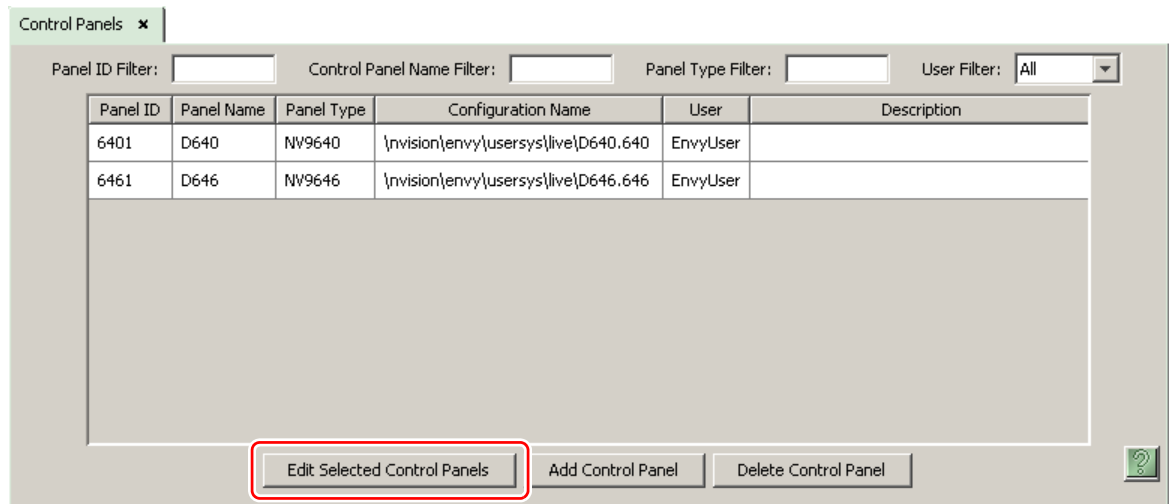 Control Panels ×
Panel ID Filter: Control Panel Name Filter: Panel Type Filter: User Filter: All
Panel ID Panel Name Panel Type Configuration Name User Description
6401 D640 NV9640 \nvision\envy\usersys\live\D640.640 EnvyUser
6461 D646 NV9646 \nvision\envy\usersys\live\D646.646 EnvyUser
Edit Selected Control Panels Add Control Panel Delete Control Panel ?